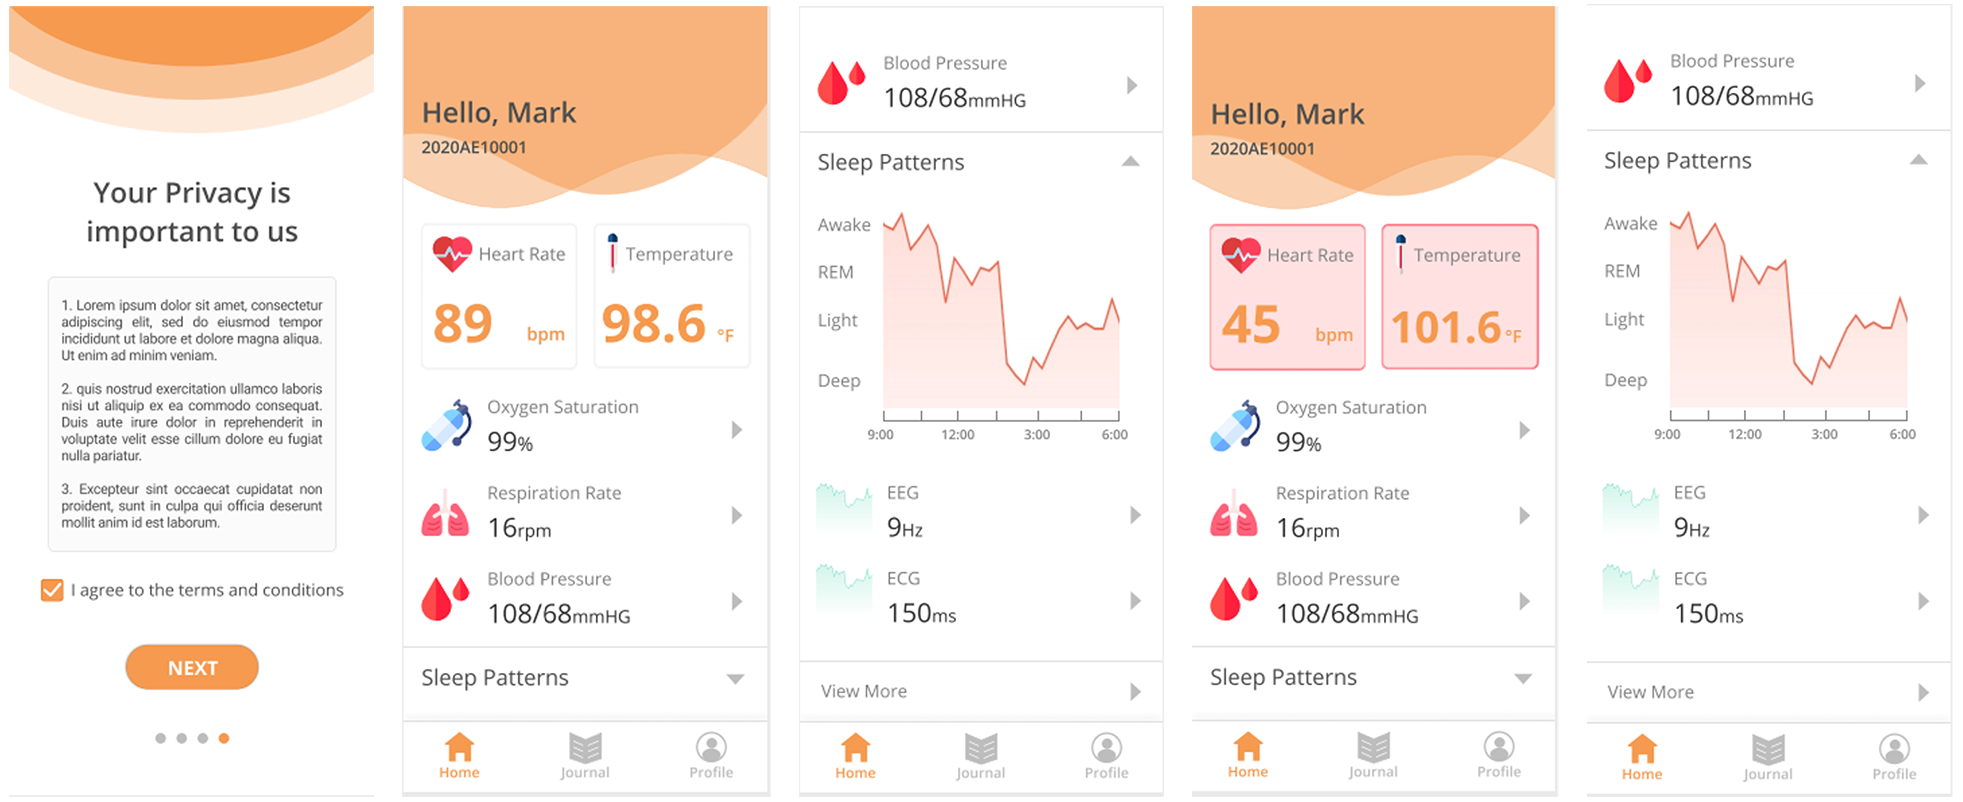 Your Privacy is
important to us
1. Lorem ipsum dolor sit amet, consectetur
adipiscing elit, sed do eiusmod tempor
incididunt ut labore et dolore magna aliqua.
Ut enim ad minim veniam.
2. quis nostrud exercitation ullamco laboris
nisi ut aliquip ex ea commodo consequat.
Duis aute irure dolor in reprehenderit in
voluptate velit esse cillum dolore eu fugiat
nulla pariatur.
3. Excepteur sint occaecat cupidatat non
proident, sunt in culpa qui officia deserunt
mollit anim id est laborum.
I agree to the terms and conditions
NEXT
Hello, Mark
2020AE10001
Heart Rate
89 bpm
Temperature
98.6 °F
Oxygen Saturation
99%
Respiration Rate
16rpm
Blood Pressure
108/68mmHG
Sleep Patterns
Home Journal Profile
Blood Pressure
108/68mmHG
Sleep Patterns
Awake
REM
Light
Deep
9:00 12:00 3:00 6:00
EEG
9Hz
ECG
150ms
View More
Home Journal Profile
Hello, Mark
2020AE10001
Heart Rate
45 bpm
Temperature
101.6 °F
Oxygen Saturation
99%
Respiration Rate
16rpm
Blood Pressure
108/68mmHG
Sleep Patterns
Home Journal Profile
Blood Pressure
108/68mmHG
Sleep Patterns
Awake
REM
Light
Deep
9:00 12:00 3:00 6:00
EEG
9Hz
ECG
150ms
View More
Home Journal Profile